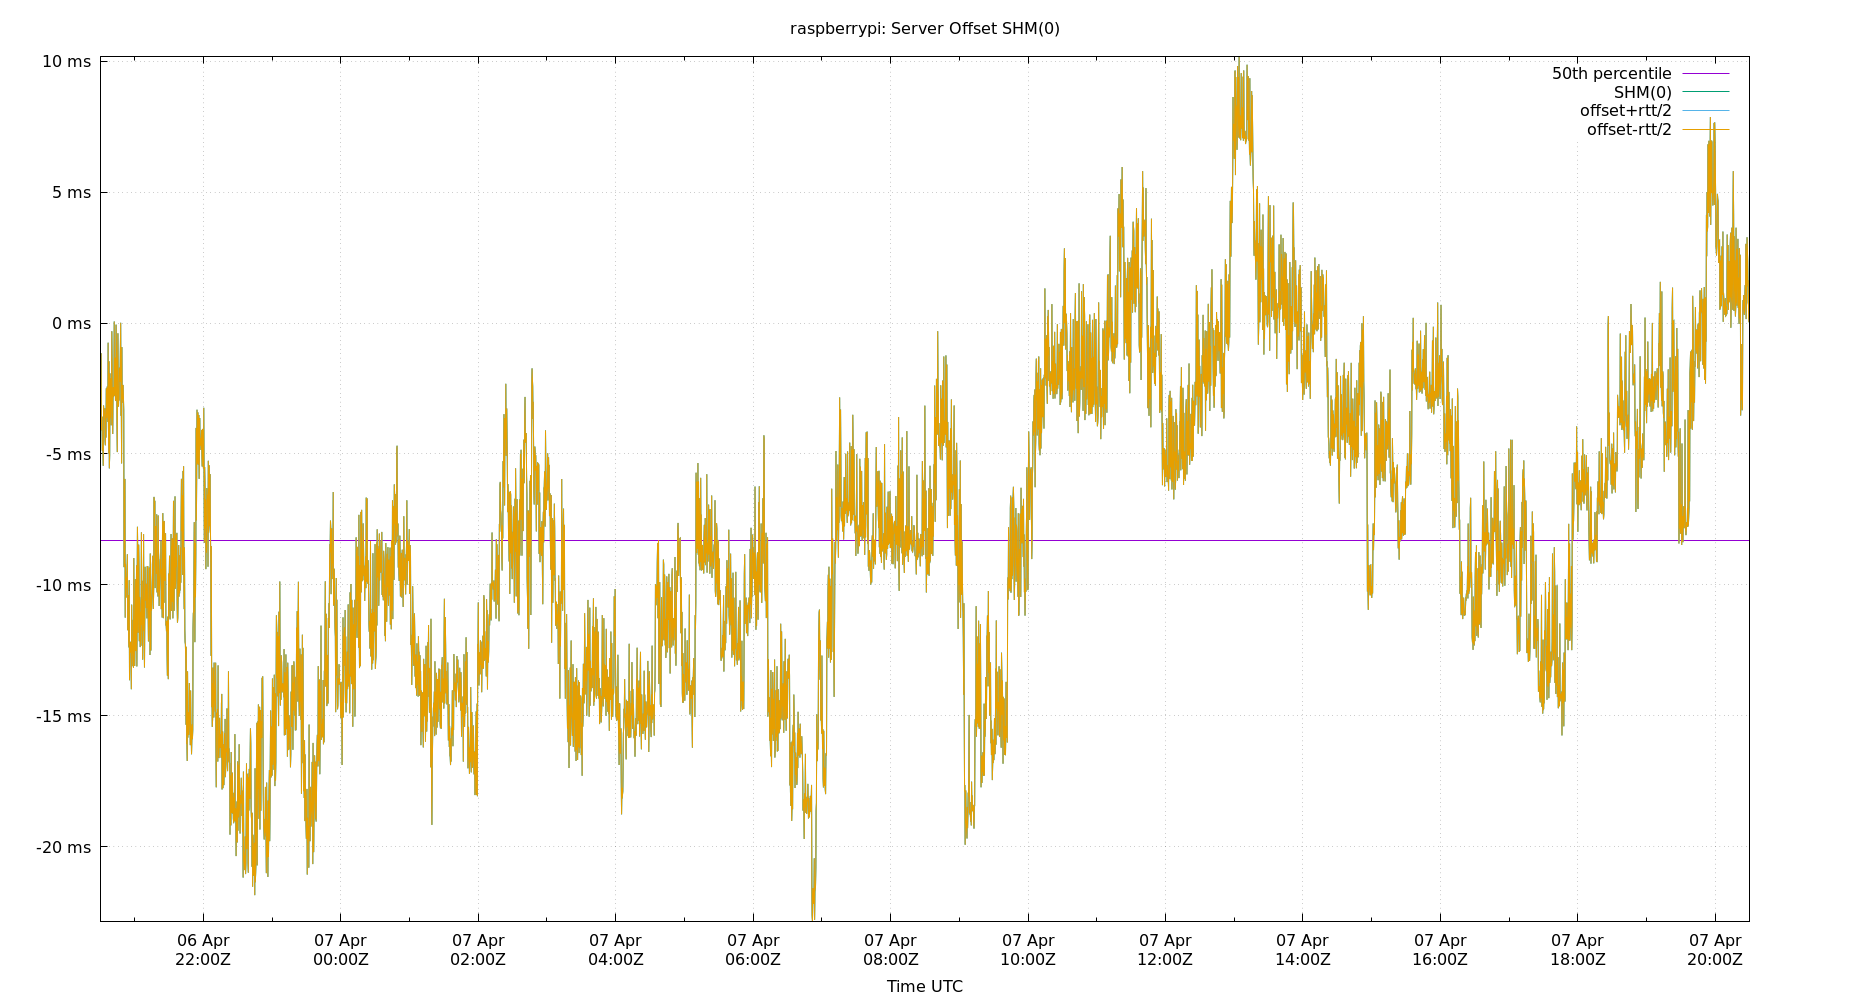 raspberrypi: Server Offset SHM(0)
10 ms
5 ms
0 ms
-5 ms
-10 ms
-15 ms
-20 ms
50th percentile
SHM(0)
offset+rtt/2
offset-rtt/2
06 Apr 07 Apr 07 Apr 07 Apr 07 Apr 07 Apr 07 Apr 07 Apr 07 Apr 07 Apr 07 Apr 07 Apr
22:00Z 00:00Z 02:00Z 04:00Z 06:00Z 08:00Z 10:00Z 12:00Z 14:00Z 16:00Z 18:00Z 20:00Z
Time UTC